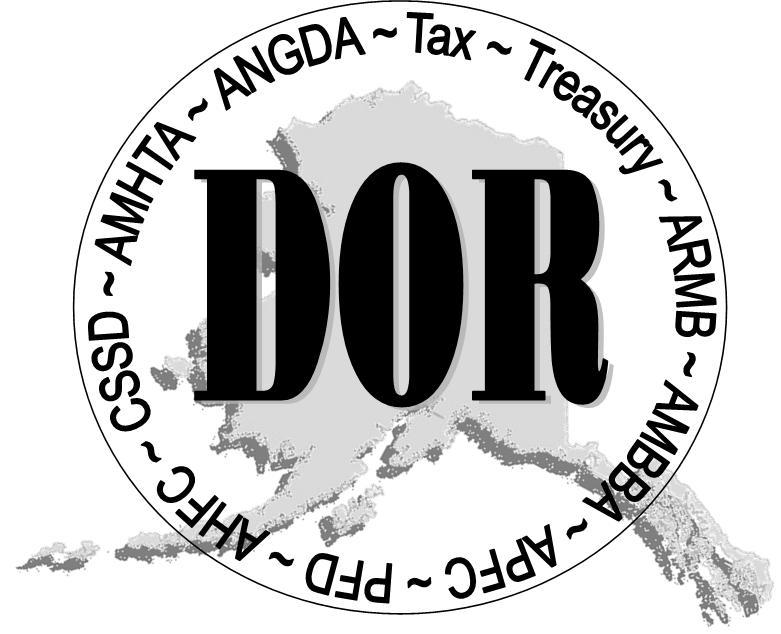 ~ Tax ~ Treasury ~ ARMB ~ AMBBA ~ APFC ~ PFD ~ AHFC ~ CSSD ~ AMHTA ~ ANGDA
DOR